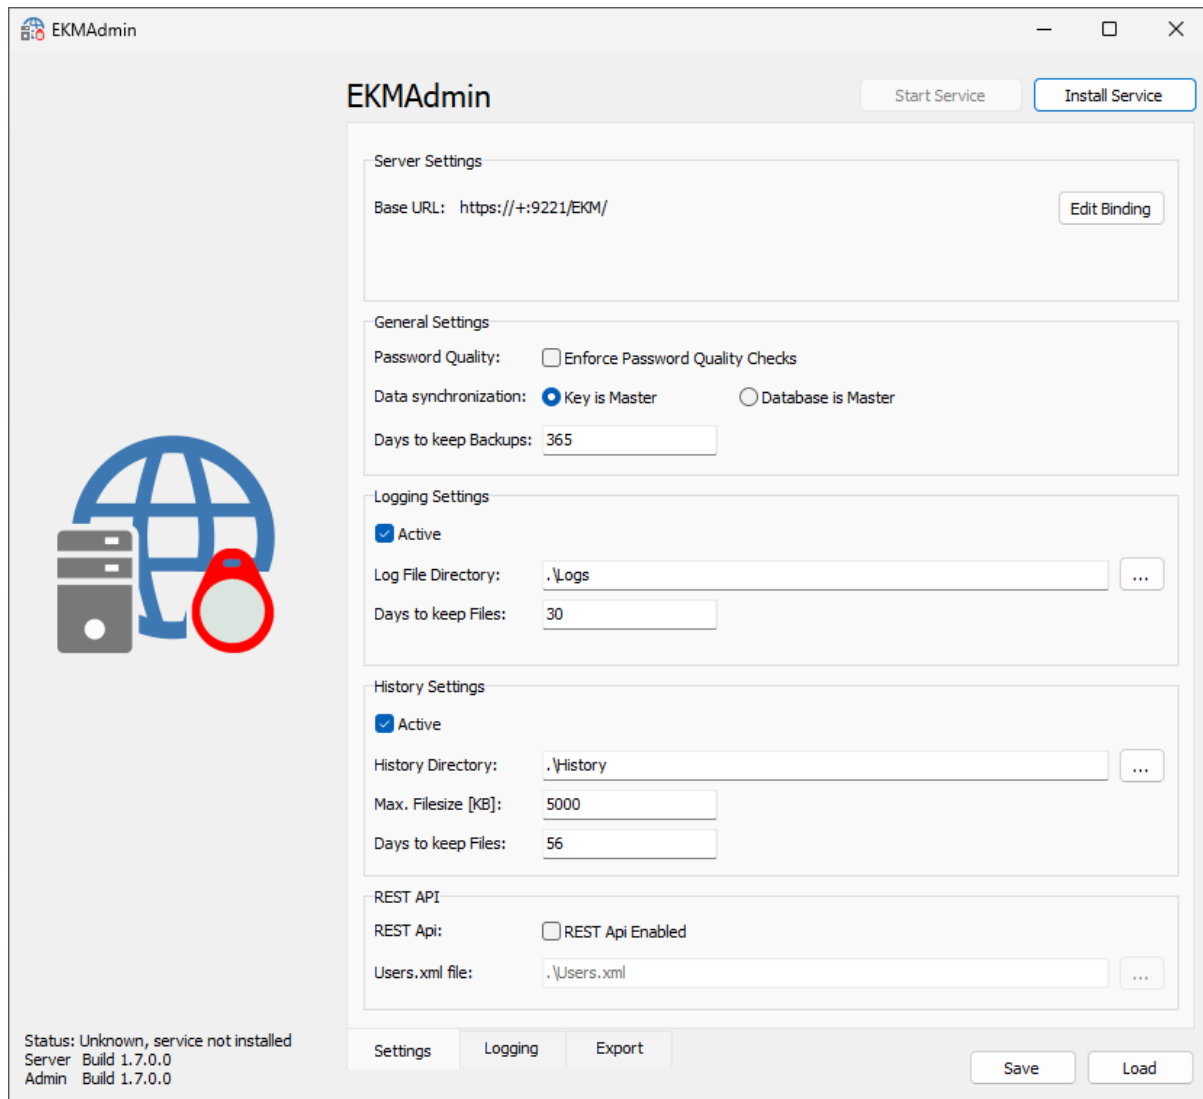 EKMAdmin
EKMAdmin
Start Service
Install Service
Server Settings
Base URL: https://+:9221/EKM/
Edit Binding
General Settings
Password Quality: Enforce Password Quality Checks
Data synchronization: Key is Master Database is Master
Days to keep Backups: 365
Logging Settings
Active
Log File Directory: .\Logs ...
Days to keep Files: 30
History Settings
Active
History Directory: .\History ...
Max. Filesize [KB]: 5000
Days to keep Files: 56
REST API
REST Api: REST Api Enabled
Users.xml file: .\Users.xml ...
Status: Unknown, service not installed
Server Build 1.7.0.0
Admin Build 1.7.0.0
Settings Logging Export
Save Load